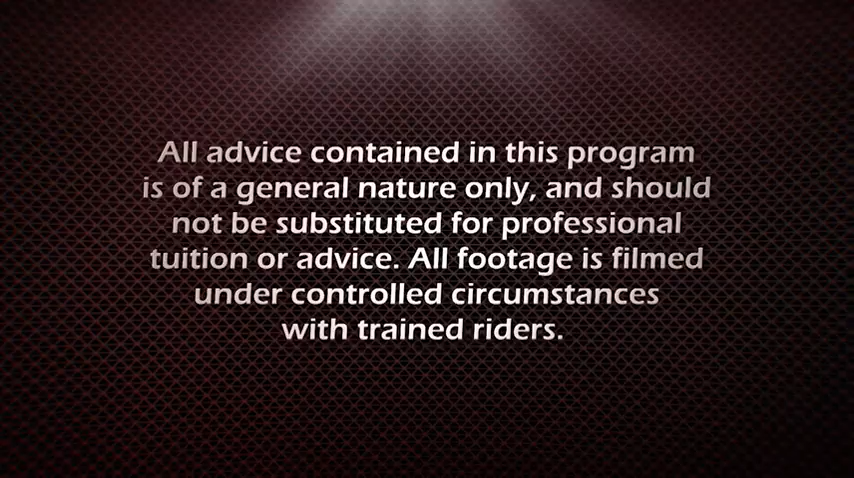 All advice contained in this program
is of a general nature only, and should
not be substituted for professional
tuition or advice. All footage is filmed
under controlled circumstances
with trained riders.